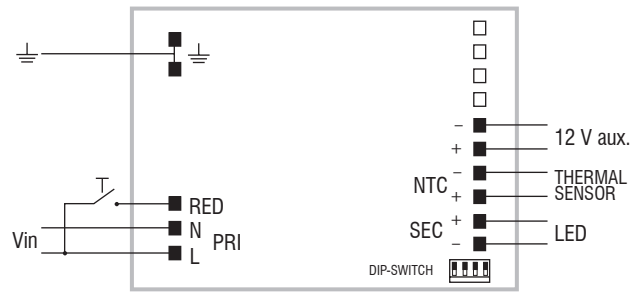 − 12 V aux.
+
NTC − THERMAL
+ SENSOR
RED
SEC + LED
−
Vin N PRI
L
DIP-SWITCH